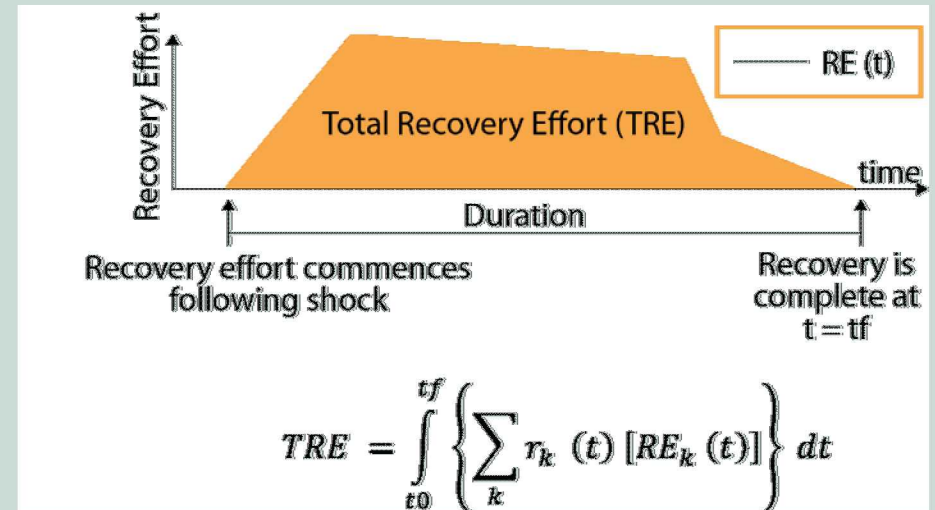 Recovery Effort
RE (t)
Total Recovery Effort (TRE)
time
Duration
Recovery effort commences
following shock
Recovery is
complete at
t = tf
TRE = ∫_{t0}^{tf} { ∑_k r_k (t) [RE_k (t)] } dt